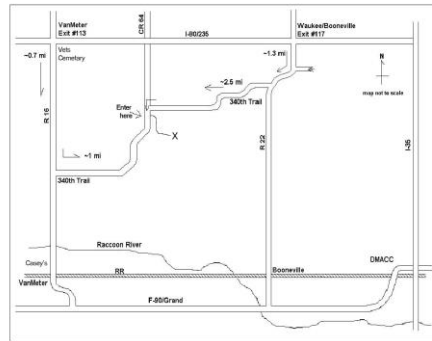 VanMeter
Exit #113
CR 64
Waukee/Booneville
Exit #117
I-80/235
Vets
Cemetary
~0.7 mi
~1.3 mi
N
~2.5 mi
map not to scale
Enter
here
340th Trail
R 16
X
R 22
I-35
~1 mi
340th Trail
Raccoon River
Casey's
RR
Booneville
DMACC
VanMeter
F-90/Grand